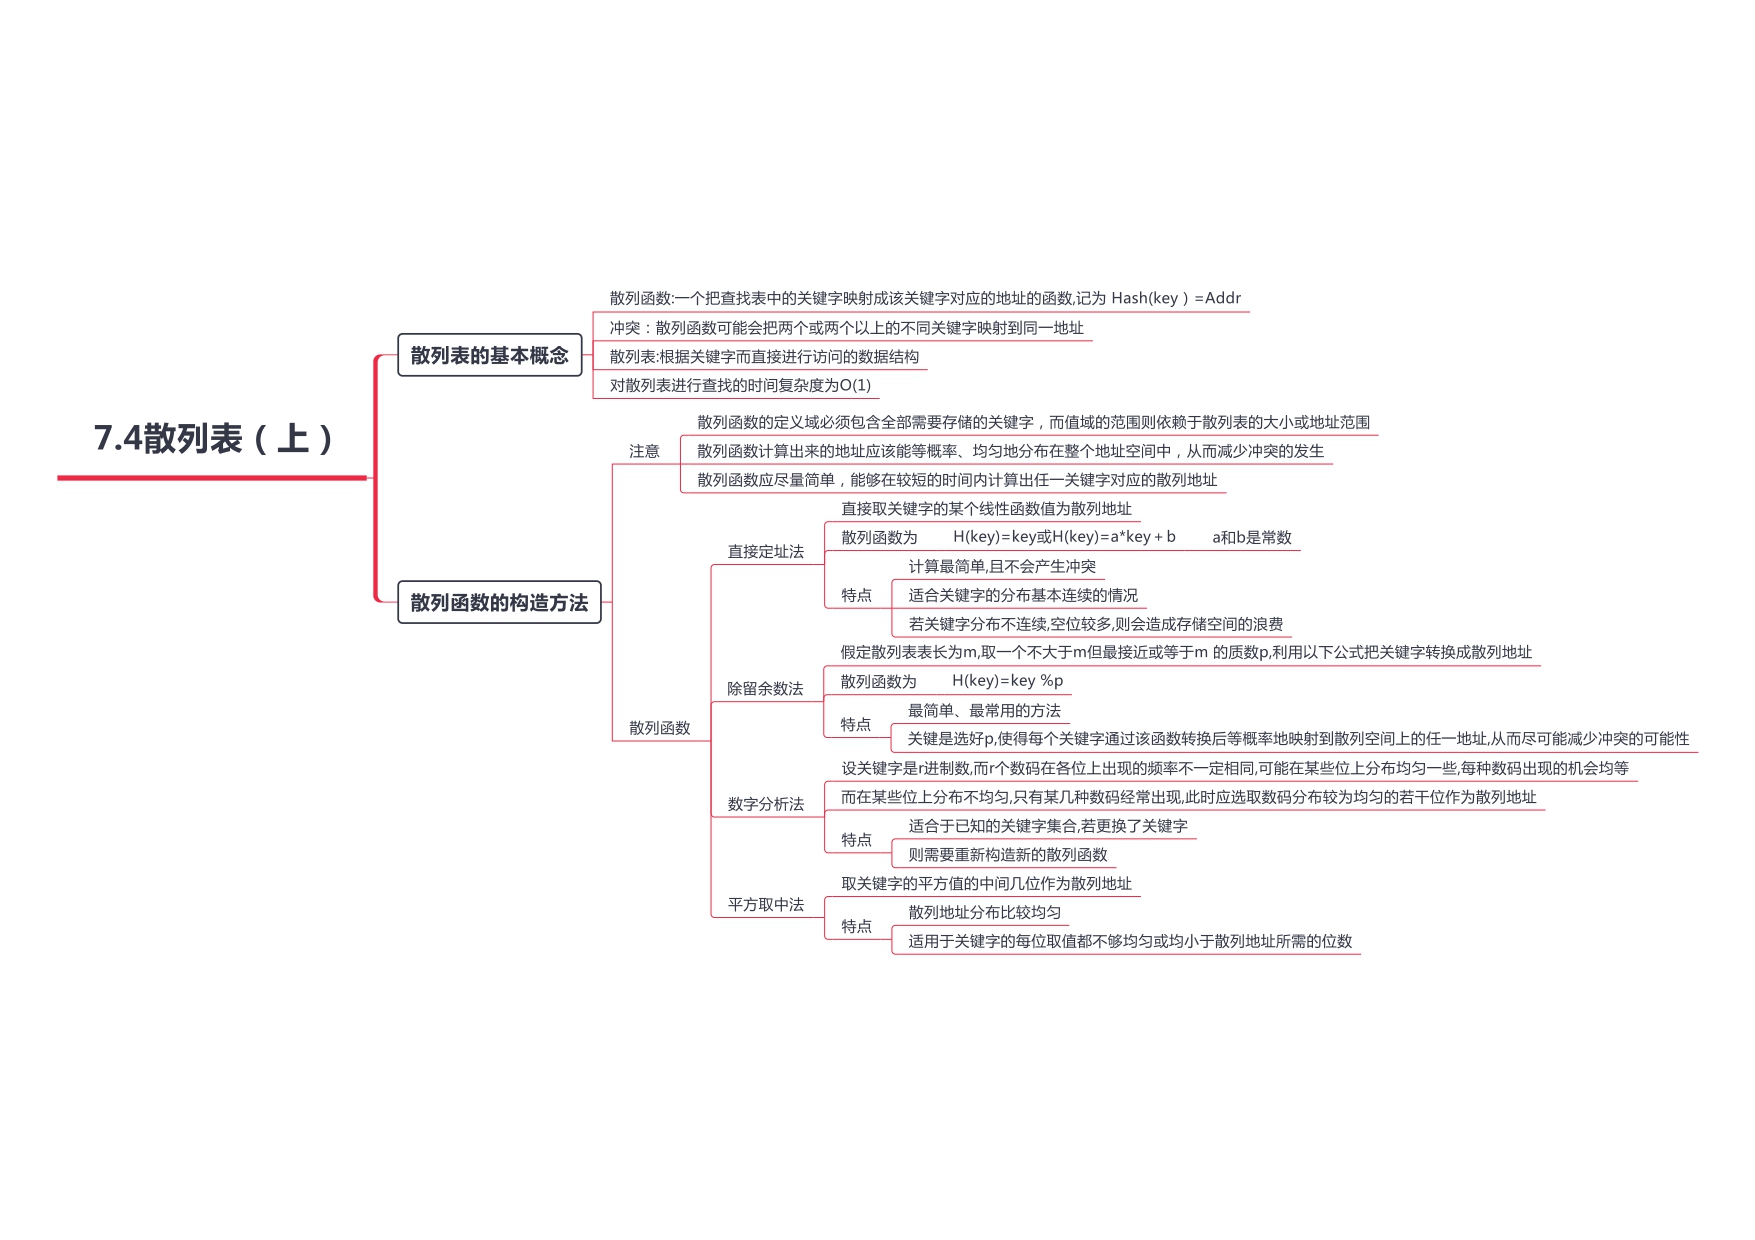 7.4散列表（上）
散列表的基本概念
散列函数:一个把查找表中的关键字映射成该关键字对应的地址的函数,记为 Hash(key ) =Addr
冲突：散列函数可能会把两个或两个以上的不同关键字映射到同一地址
散列表:根据关键字而直接进行访问的数据结构
对散列表进行查找的时间复杂度为O(1)
散列函数的构造方法
注意
散列函数的定义域必须包含全部需要存储的关键字，而值域的范围则依赖于散列表的大小或地址范围
散列函数计算出来的地址应该能等概率、均匀地分布在整个地址空间中，从而减少冲突的发生
散列函数应尽量简单，能够在较短的时间内计算出任一关键字对应的散列地址
散列函数
直接定址法
直接取关键字的某个线性函数值为散列地址
散列函数为 H(key)=key或H(key)=a*key + b a和b是常数
特点
计算最简单,且不会产生冲突
适合关键字的分布基本连续的情况
若关键字分布不连续,空位较多,则会造成存储空间的浪费
除留余数法
假定散列表表长为m,取一个不大于m但最接近或等于m 的质数p,利用以下公式把关键字转换成散列地址
散列函数为 H(key)=key %p
特点
最简单、最常用的方法
关键是选好p,使得每个关键字通过该函数转换后等概率地映射到散列空间上的任一地址,从而尽可能减少冲突的可能性
数字分析法
设关键字是r进制数,而r个数码在各位上出现的频率不一定相同,可能在某些位上分布均匀一些,每种数码出现的机会均等
而在某些位上分布不均匀,只有某几种数码经常出现,此时应选取数码分布较为均匀的若干位作为散列地址
特点
适合于已知的关键字集合,若更换了关键字
则需要重新构造新的散列函数
平方取中法
取关键字的平方值的中间几位作为散列地址
特点
散列地址分布比较均匀
适用于关键字的每位取值都不够均匀或均小于散列地址所需的位数